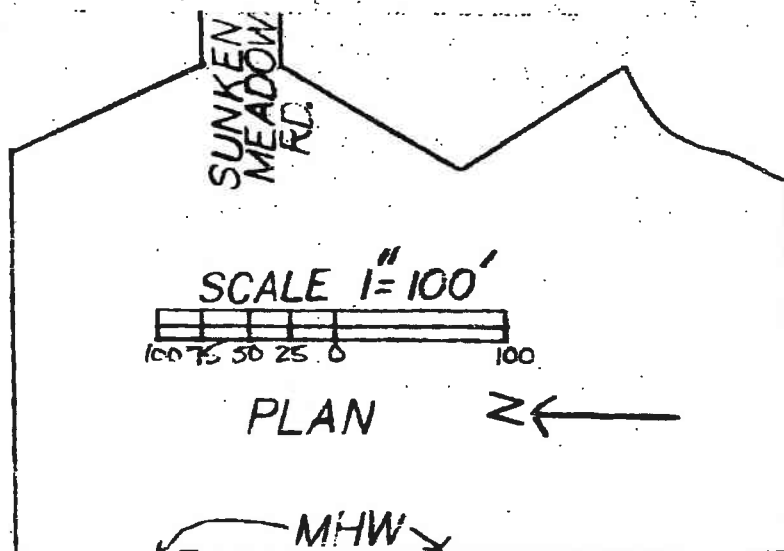 SUNKEN
MEADOW
RD.
SCALE 1"=100'
100 75 50 25 0 100
PLAN N
MHW